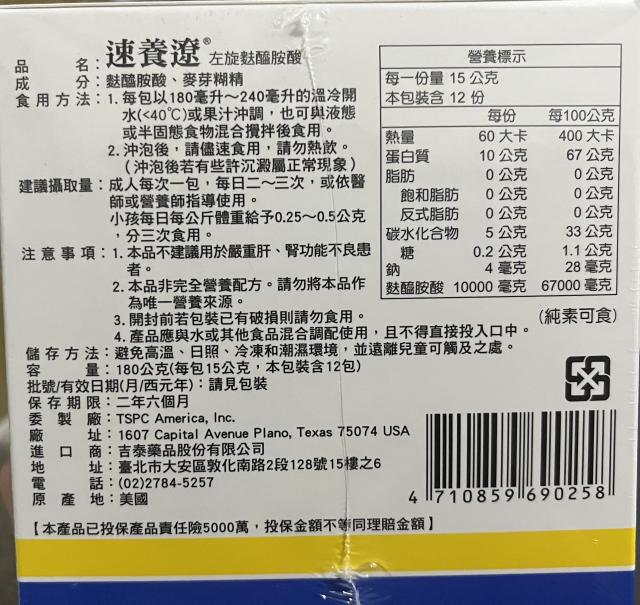 品名：速養遼® 左旋麩醯胺酸
成分：麩醯胺酸、麥芽糊精
食用方法：1. 每包以180毫升～240毫升的溫冷開
水(<40℃)或果汁沖調，也可與液態
或半固態食物混合攪拌後食用。
2. 沖泡後，請儘速食用，請勿熱飲。
（沖泡後若有些許沉澱屬正常現象）
建議攝取量：成人每次一包，每日二～三次，或依醫
師或營養師指導使用。
小孩每日每公斤體重給予0.25～0.5公克
，分三次食用。
注意事項：1. 本品不建議用於嚴重肝、腎功能不良患
者。
2. 本品非完全營養配方。請勿將本品作
為唯一營養來源。
3. 開封前若包裝已有破損則請勿食用。
4. 產品應與水或其他食品混合調配使用，且不得直接投入口中。
儲存方法：避免高溫、日照、冷凍和潮濕環境，並遠離兒童可觸及之處。
容量：180公克(每包15公克，本包裝含12包)
批號/有效日期(月/西元年)：請見包裝
保存期限：二年六個月
委製廠：TSPC America, Inc.
廠址：1607 Capital Avenue Plano, Texas 75074 USA
進口商：吉泰藥品股份有限公司
地址：臺北市大安區敦化南路2段128號15樓之6
電話：(02)2784-5257
原產地：美國
【本產品已投保產品責任險5000萬，投保金額不等同理賠金額】
營養標示
每一份量 15 公克
本包裝含 12 份
每份 每100公克
熱量 60 大卡 400 大卡
蛋白質 10 公克 67 公克
脂肪 0 公克 0 公克
飽和脂肪 0 公克 0 公克
反式脂肪 0 公克 0 公克
碳水化合物 5 公克 33 公克
糖 0.2 公克 1.1 公克
鈉 4 毫克 28 毫克
麩醯胺酸 10000 毫克 67000 毫克
(純素可食)
4 710859 690258